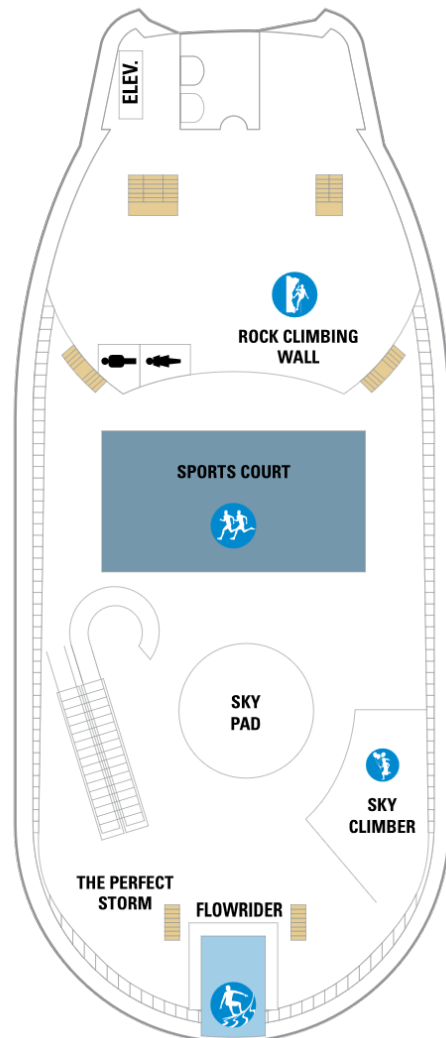 ELEV.
ROCK CLIMBING
WALL
SPORTS COURT
SKY
PAD
SKY
CLIMBER
THE PERFECT
STORM
FLOWRIDER